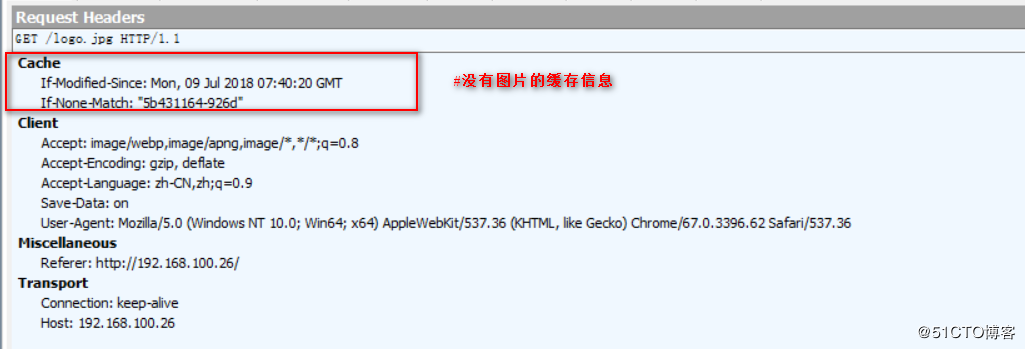 Request Headers
GET /logo.jpg HTTP/1.1
Cache
If-Modified-Since: Mon, 09 Jul 2018 07:40:20 GMT
#没有图片的缓存信息
If-None-Match: "5b431164-926d"
Client
Accept: image/webp,image/apng,image/*,*/*;q=0.8
Accept-Encoding: gzip, deflate
Accept-Language: zh-CN,zh;q=0.9
Save-Data: on
User-Agent: Mozilla/5.0 (Windows NT 10.0; Win64; x64) AppleWebKit/537.36 (KHTML, like Gecko) Chrome/67.0.3396.62 Safari/537.36
Miscellaneous
Referer: http://192.168.100.26/
Transport
Connection: keep-alive
Host: 192.168.100.26
@51CTO博客